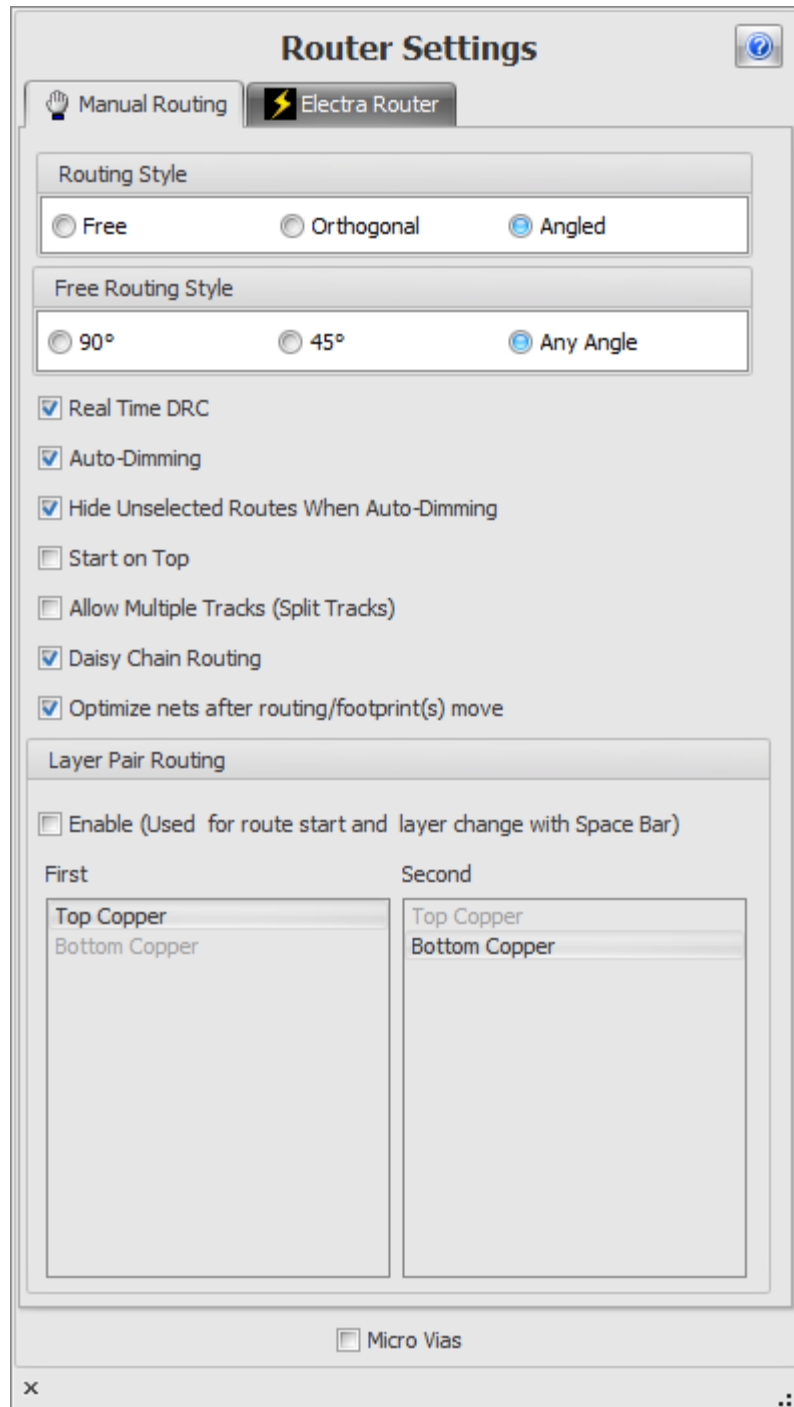 Router Settings
Manual Routing Electra Router
Routing Style
Free Orthogonal Angled
Free Routing Style
90° 45° Any Angle
Real Time DRC
Auto-Dimming
Hide Unselected Routes When Auto-Dimming
Start on Top
Allow Multiple Tracks (Split Tracks)
Daisy Chain Routing
Optimize nets after routing/footprint(s) move
Layer Pair Routing
Enable (Used for route start and layer change with Space Bar)
First Second
Top Copper Top Copper
Bottom Copper Bottom Copper
Micro Vias